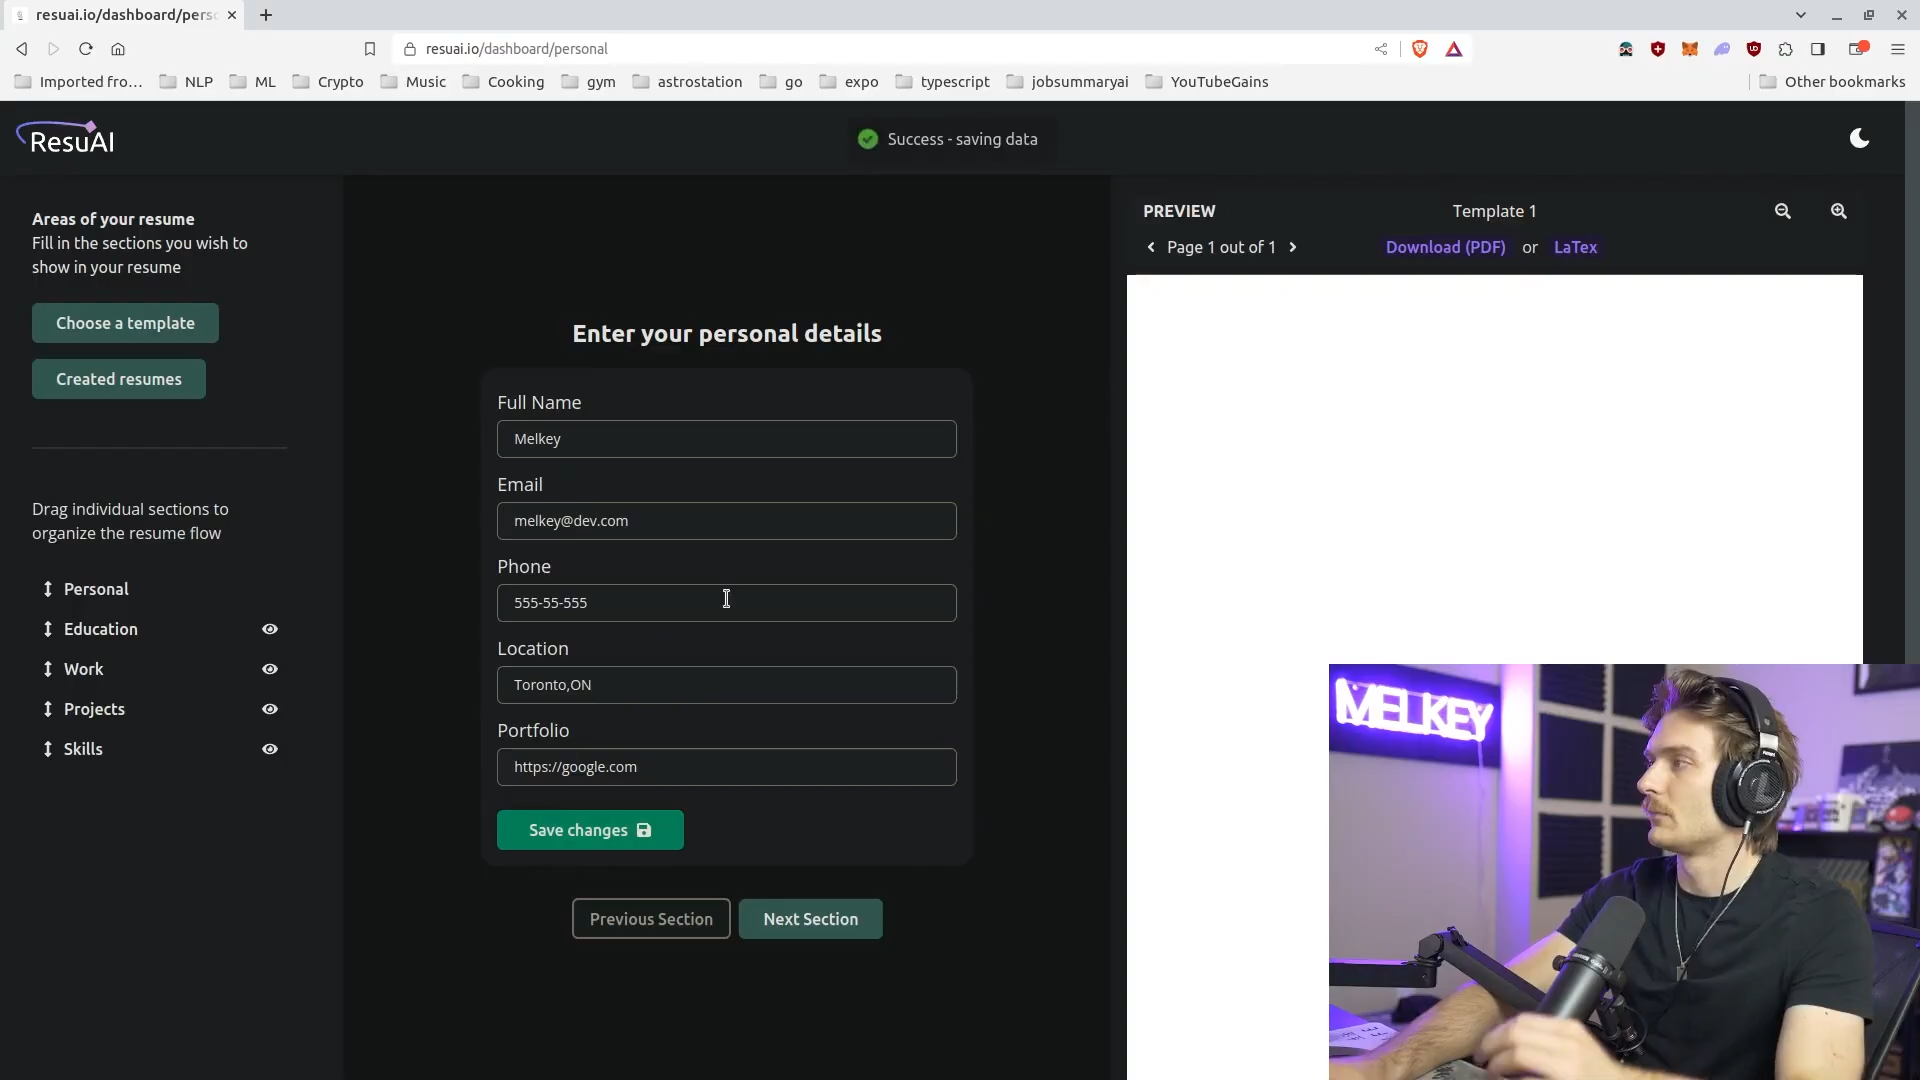 resuai.io/dashboard/perso
resuai.io/dashboard/personal
Imported fro...
NLP
ML
Crypto
Music
Cooking
gym
astrostation
go
expo
typescript
jobsummaryai
YouTubeGains
Other bookmarks
ResuAI
Success - saving data
Areas of your resume
Fill in the sections you wish to
show in your resume
Choose a template
Created resumes
Drag individual sections to
organize the resume flow
Personal
Education
Work
Projects
Skills
Enter your personal details
Full Name
Melkey
Email
melkey@dev.com
Phone
555-55-555
Location
Toronto,ON
Portfolio
https://google.com
Save changes
Previous Section
Next Section
PREVIEW
Template 1
Page 1 out of 1
Download (PDF) or LaTex
MELKEY